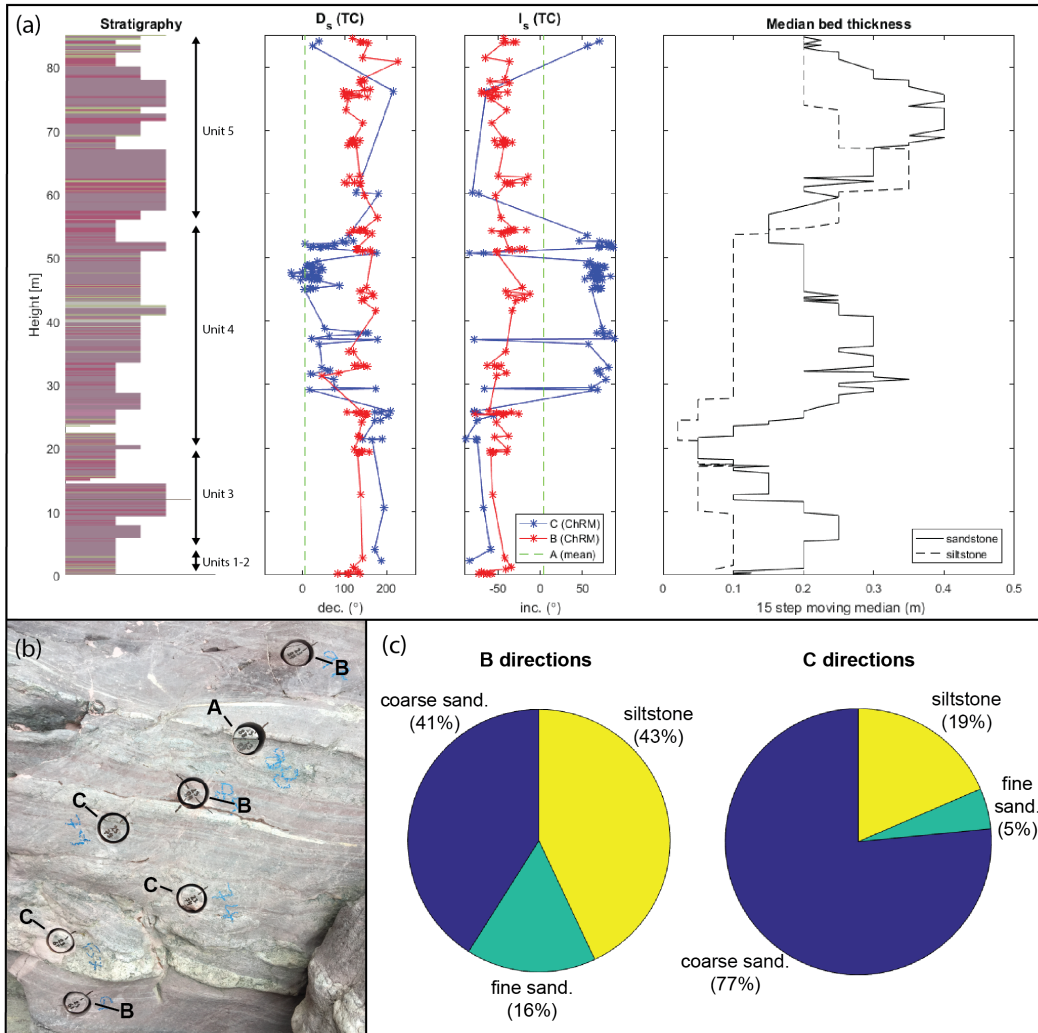 (a)
Stratigraphy
Height [m]
80
70
60
50
40
30
20
10
0
Unit 5
Unit 4
Unit 3
Units 1-2
Ds (TC)
0
100
200
dec. (°)
Is (TC)
-50
0
50
inc. (°)
C (ChRM)
B (ChRM)
A (mean)
Median bed thickness
0
0.1
0.2
0.3
0.4
0.5
15 step moving median (m)
sandstone
siltstone
(b)
B
A
B
C
C
C
B
(c)
B directions
coarse sand.
(41%)
siltstone
(43%)
fine sand.
(16%)
C directions
siltstone
(19%)
fine
sand.
(5%)
coarse sand.
(77%)